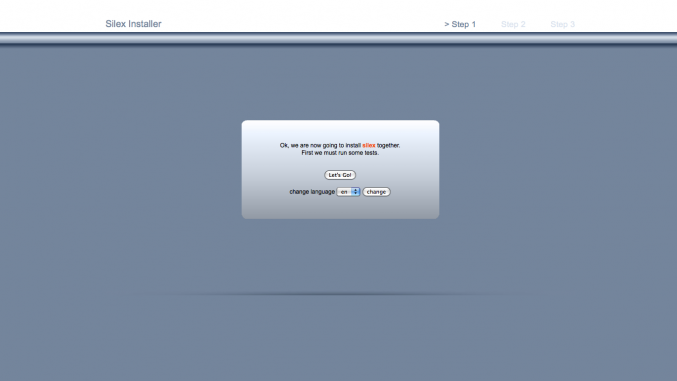 Silex Installer
> Step 1 Step 2 Step 3
Ok, we are now going to install silex together.
First we must run some tests.
Let's Go!
change language en change